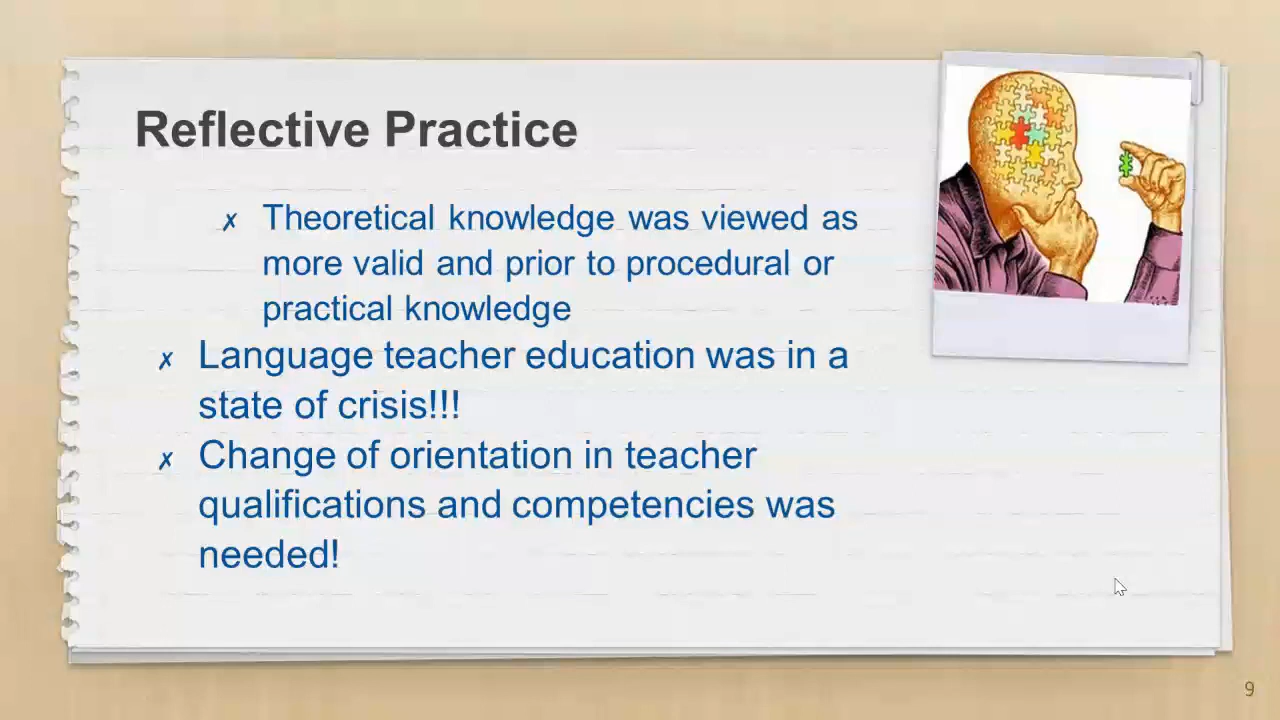 Reflective Practice
✗ Theoretical knowledge was viewed as
more valid and prior to procedural or
practical knowledge
✗ Language teacher education was in a
state of crisis!!!
✗ Change of orientation in teacher
qualifications and competencies was
needed!
9